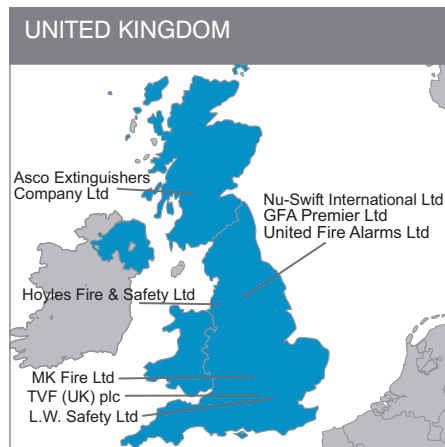 UNITED KINGDOM
Asco Extinguishers
Company Ltd
Nu-Swift International Ltd
GFA Premier Ltd
United Fire Alarms Ltd
Hoyles Fire & Safety Ltd
MK Fire Ltd
TVF (UK) plc
L.W. Safety Ltd